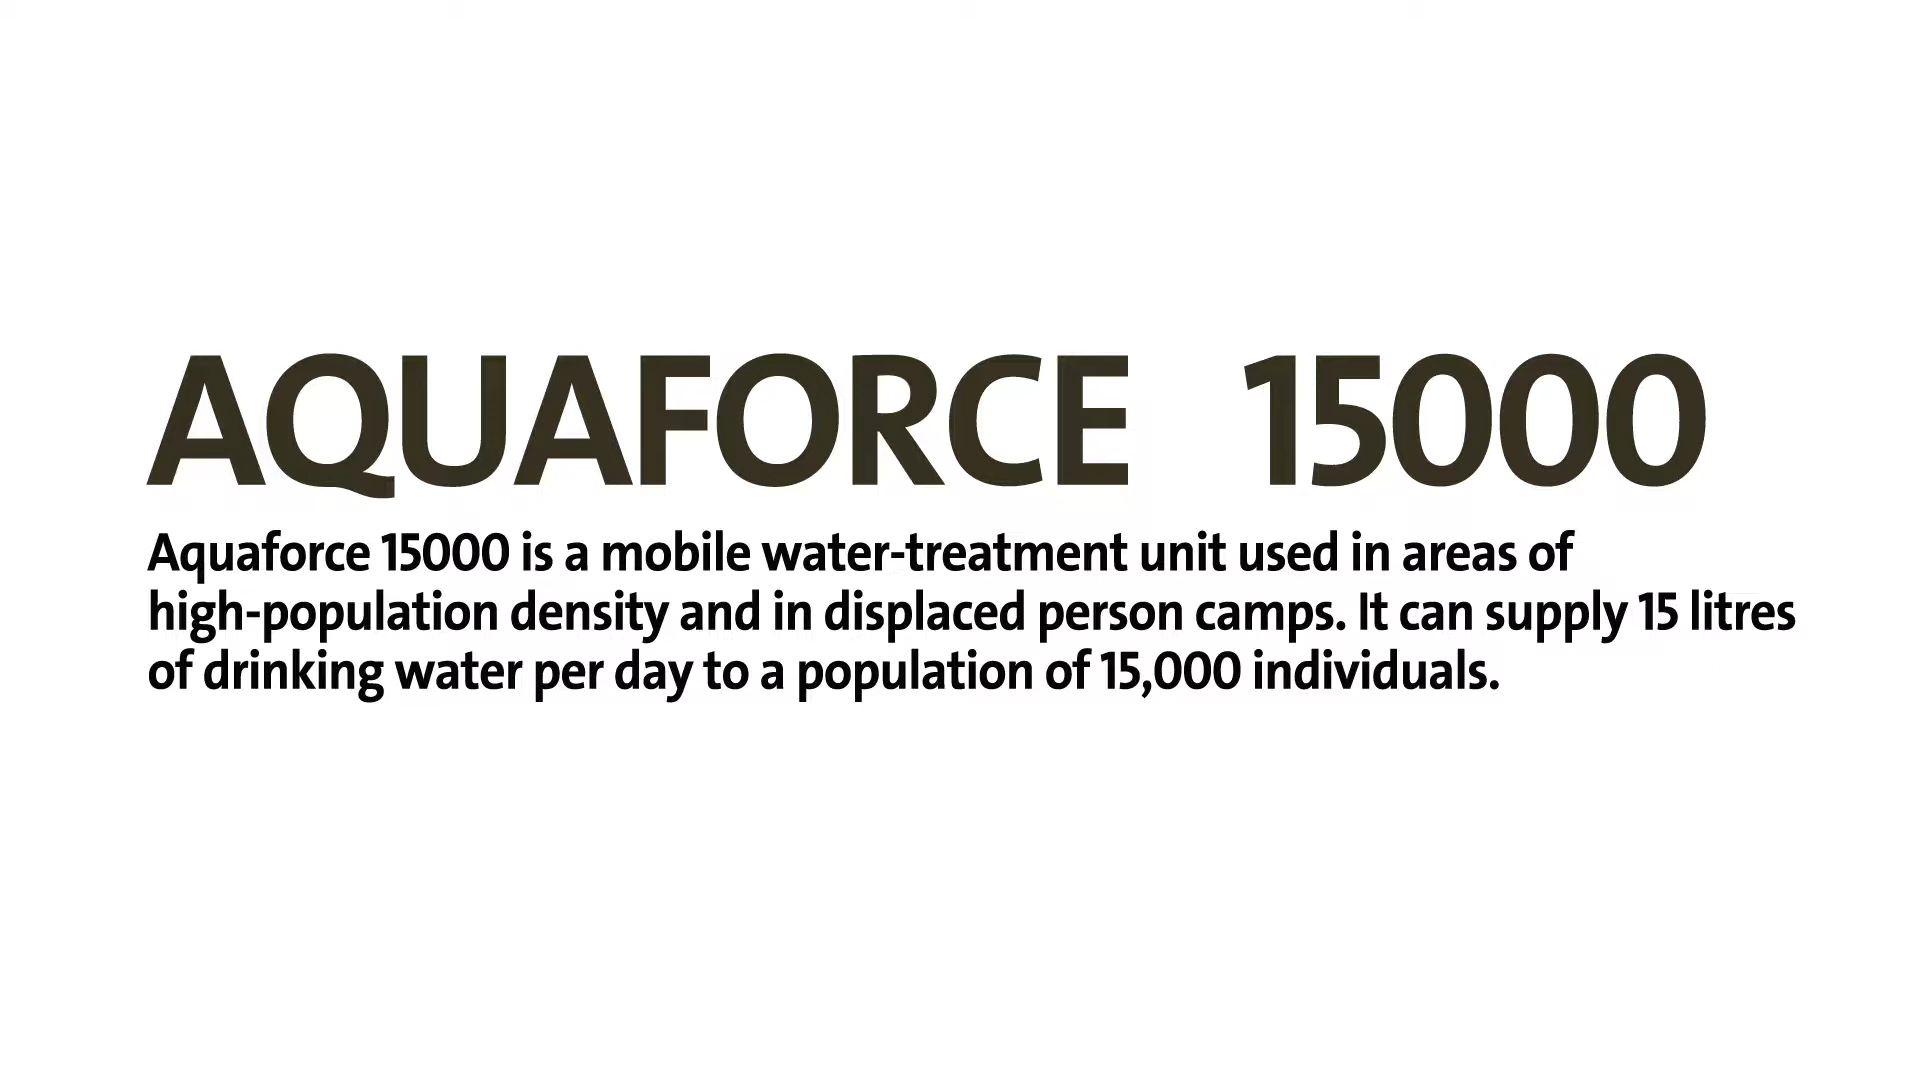 AQUAFORCE 15000
Aquaforce 15000 is a mobile water-treatment unit used in areas of
high-population density and in displaced person camps. It can supply 15 litres
of drinking water per day to a population of 15,000 individuals.